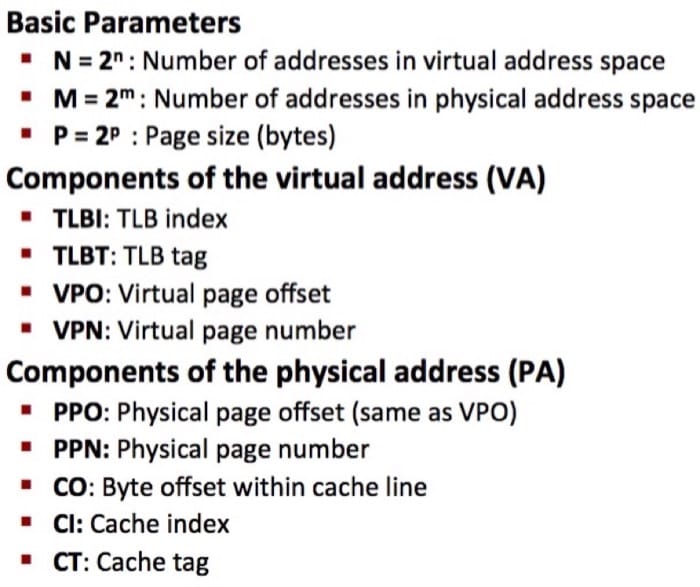 Basic Parameters
▪ N = 2ⁿ : Number of addresses in virtual address space
▪ M = 2ᵐ : Number of addresses in physical address space
▪ P = 2ᵖ : Page size (bytes)
Components of the virtual address (VA)
▪ TLBI: TLB index
▪ TLBT: TLB tag
▪ VPO: Virtual page offset
▪ VPN: Virtual page number
Components of the physical address (PA)
▪ PPO: Physical page offset (same as VPO)
▪ PPN: Physical page number
▪ CO: Byte offset within cache line
▪ CI: Cache index
▪ CT: Cache tag